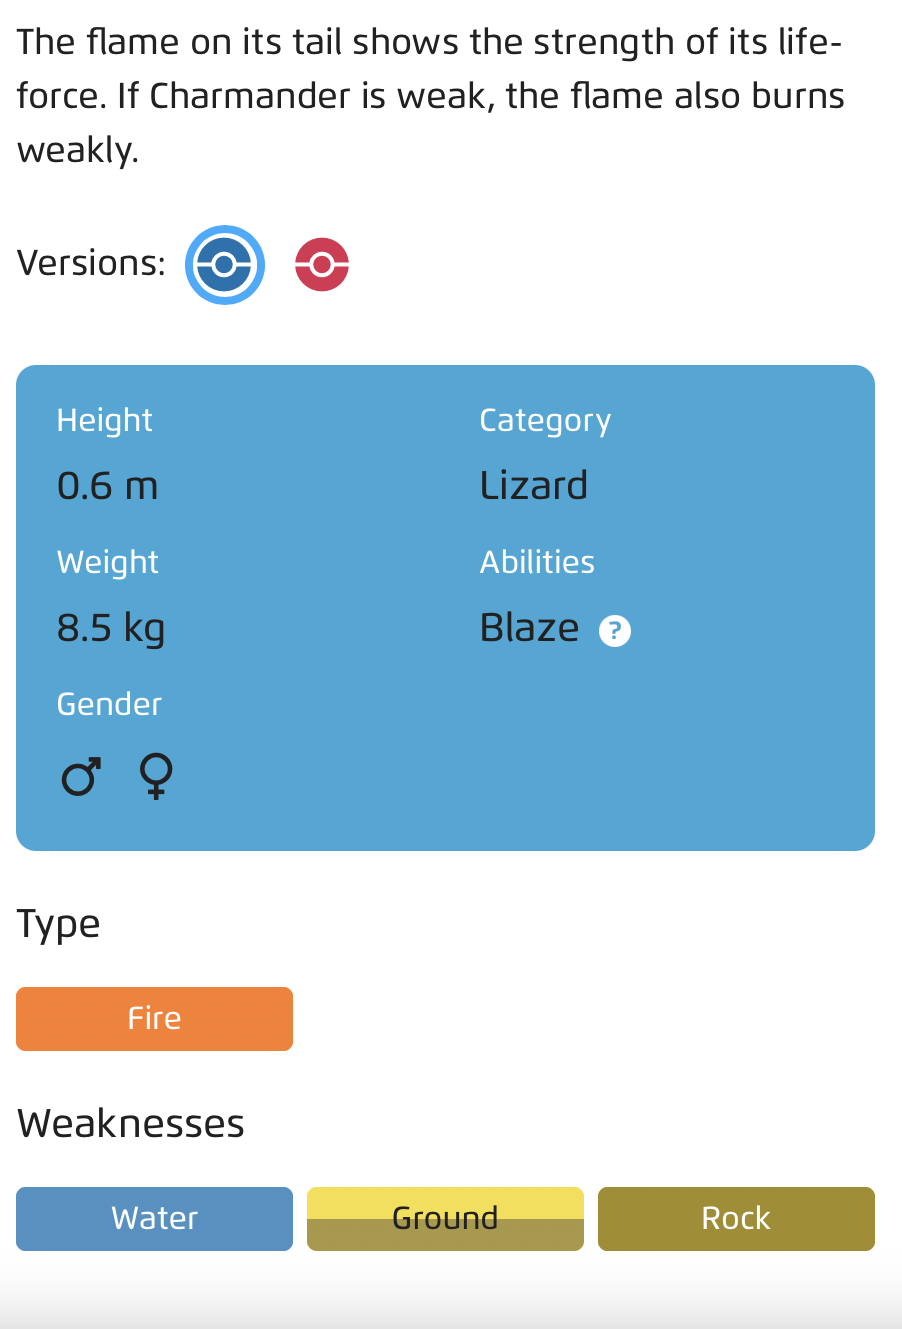 The flame on its tail shows the strength of its life-
force. If Charmander is weak, the flame also burns
weakly.
Versions:
Height
0.6 m
Weight
8.5 kg
Gender
♂ ♀
Category
Lizard
Abilities
Blaze ?
Type
Fire
Weaknesses
Water
Ground
Rock